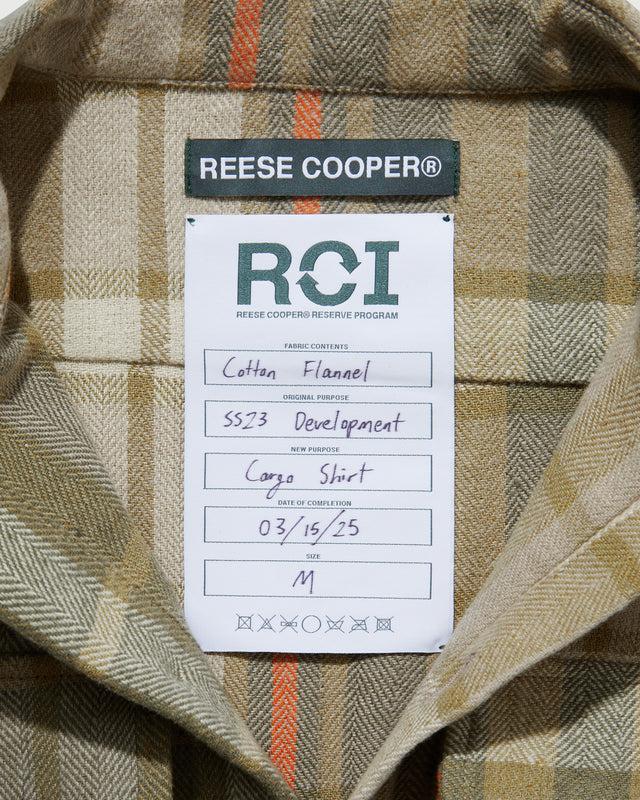 REESE COOPER®
RCI
REESE COOPER® RESERVE PROGRAM
FABRIC CONTENTS
Cotton Flannel
ORIGINAL PURPOSE
SS23 Development
NEW PURPOSE
Cargo Shirt
DATE OF COMPLETION
03/15/25
SIZE
M